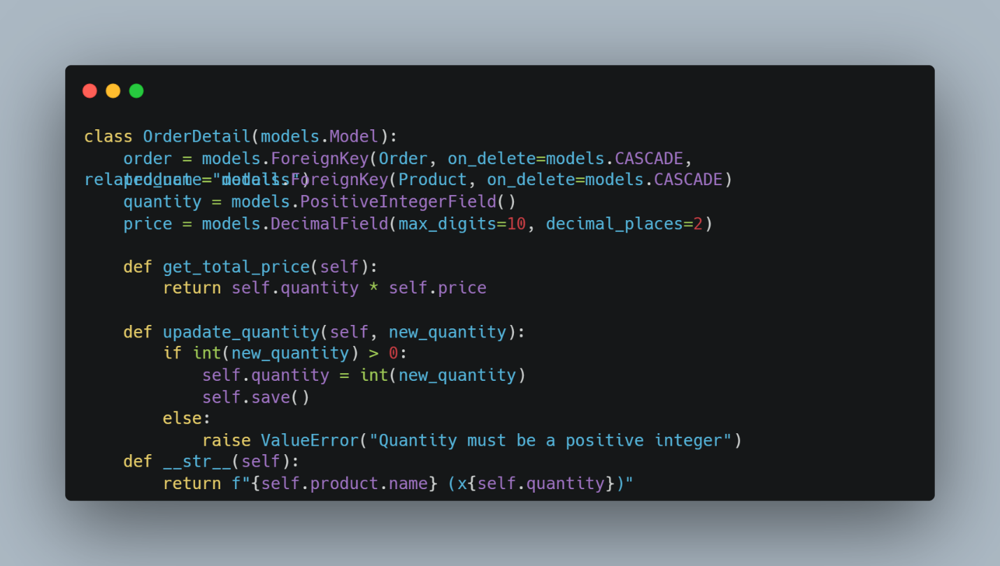 class OrderDetail(models.Model):
    order = models.ForeignKey(Order, on_delete=models.CASCADE,
related_name="details")
    product = models.ForeignKey(Product, on_delete=models.CASCADE)
    quantity = models.PositiveIntegerField()
    price = models.DecimalField(max_digits=10, decimal_places=2)

    def get_total_price(self):
        return self.quantity * self.price

    def upadate_quantity(self, new_quantity):
        if int(new_quantity) > 0:
            self.quantity = int(new_quantity)
            self.save()
        else:
            raise ValueError("Quantity must be a positive integer")
    def __str__(self):
        return f"{self.product.name} (x{self.quantity})"